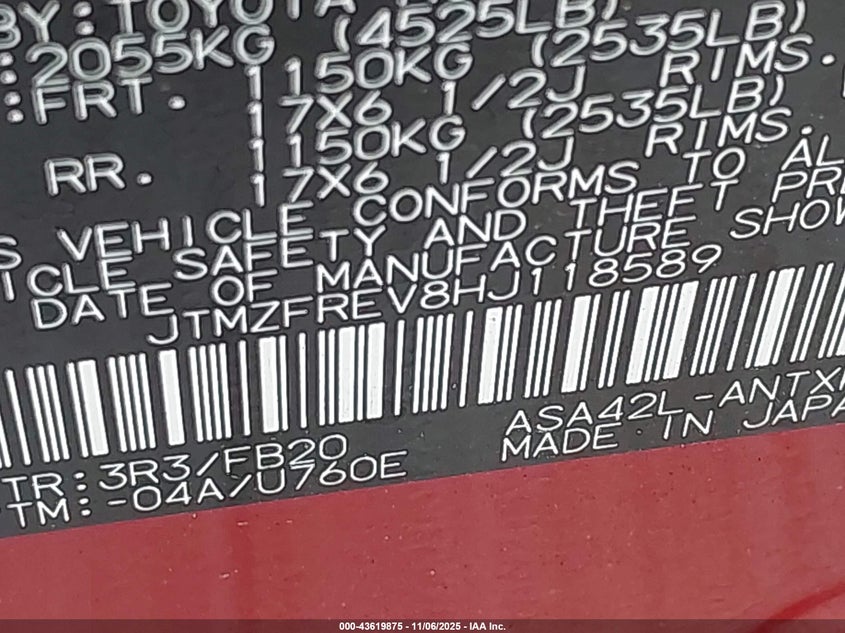 BY:TOYOTA
:2055KG (4525LB)
:FRT. 1150KG (2535LB)
17X6 1/2J RIMS.
RR. 1150KG (2535LB)
17X6 1/2J RIMS.
S VEHICLE CONFORMS TO AL
ICLE SAFETY AND THEFT PRE
DATE OF MANUFACTURE SHOW
JTMZFREV8HJ118589
TR:3R3/FB20 ASA42L-ANTX
TM:-04A/U760E MADE IN JAPA
000-43619875 - 11/06/2025 - IAA Inc.